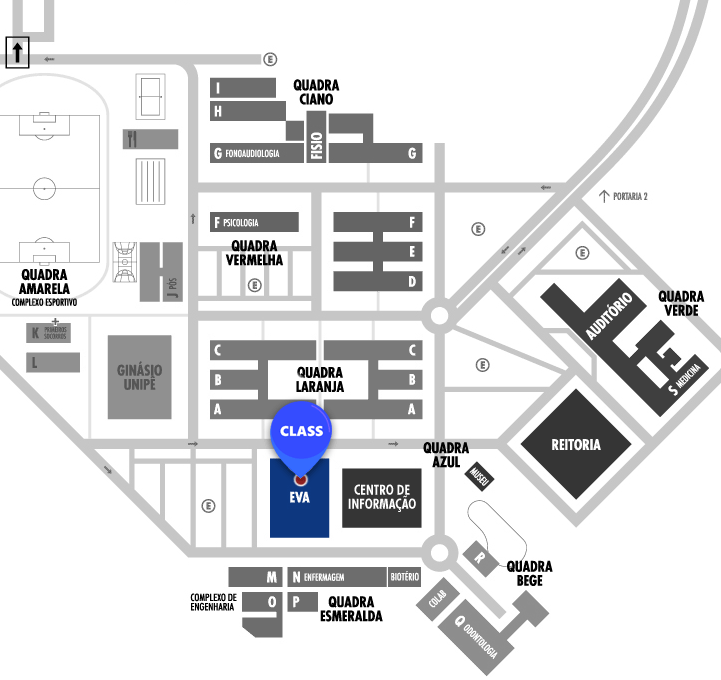 E
I
QUADRA
CIANO
H
FISIO
G FONOAUDIOLOGIA
G
PORTARIA 2
F PSICOLOGIA
F
E
QUADRA
VERMELHA
E
E
E
D
J PÓS
QUADRA
AMARELA
COMPLEXO ESPORTIVO
AUDITÓRIO
QUADRA
VERDE
K PRIMEIROS
SOCORROS
L
GINÁSIO
UNIPÊ
C
C
B
QUADRA
LARANJA
B
A
A
E
S MEDICINA
CLASS
QUADRA
AZUL
REITORIA
MUSEU
EVA
CENTRO DE
INFORMAÇÃO
E
R
QUADRA
BEGE
M
N ENFERMAGEM
BIOTÉRIO
COMPLEXO DE
ENGENHARIA
O
P
QUADRA
ESMERALDA
COLAB
Q ODONTOLOGIA